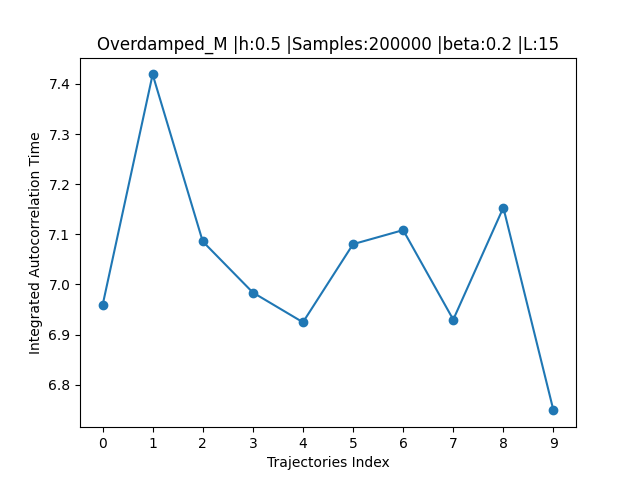 Overdamped_M |h:0.5 |Samples:200000 |beta:0.2 |L:15
Integrated Autocorrelation Time
7.4
7.3
7.2
7.1
7.0
6.9
6.8
0 1 2 3 4 5 6 7 8 9
Trajectories Index